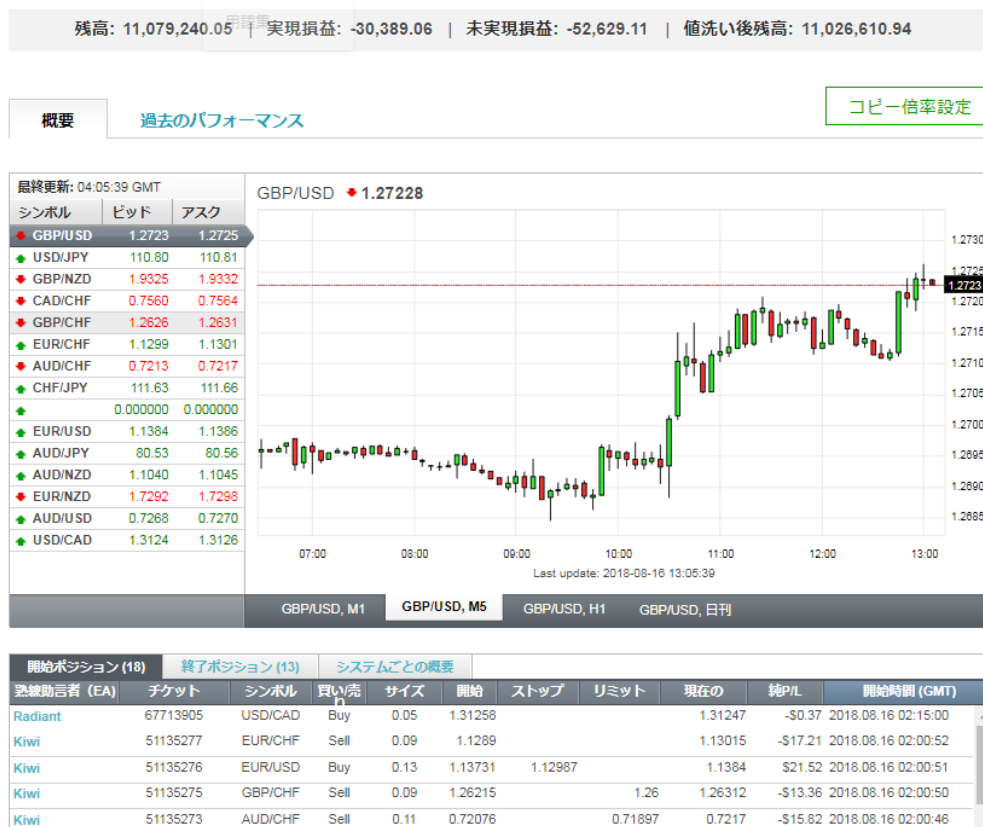 用語集
残高: 11,079,240.05 | 実現損益: -30,389.06 | 未実現損益: -52,629.11 | 値洗い後残高: 11,026,610.94
概要 過去のパフォーマンス コピー倍率設定
最終更新: 04:05:39 GMT
シンボル ビッド アスク
GBP/USD 1.2723 1.2725
USD/JPY 110.80 110.81
GBP/NZD 1.9325 1.9332
CAD/CHF 0.7560 0.7564
GBP/CHF 1.2626 1.2631
EUR/CHF 1.1299 1.1301
AUD/CHF 0.7213 0.7217
CHF/JPY 111.63 111.66
0.000000 0.000000
EUR/USD 1.1384 1.1386
AUD/JPY 80.53 80.56
AUD/NZD 1.1040 1.1045
EUR/NZD 1.7292 1.7298
AUD/USD 0.7268 0.7270
USD/CAD 1.3124 1.3126
GBP/USD 1.27228
1.2730
1.2725
1.2723
1.2720
1.2715
1.2710
1.2705
1.2700
1.2695
1.2690
1.2685
07:00 08:00 09:00 10:00 11:00 12:00 13:00
Last update: 2018-08-16 13:05:39
GBP/USD, M1 GBP/USD, M5 GBP/USD, H1 GBP/USD, 日刊
開始ポジション (18) 終了ポジション (13) システムごとの概要
熟練助言者 (EA) チケット シンボル 買い/売り サイズ 開始 ストップ リミット 現在の 純P/L 開始時間 (GMT)
Radiant 67713905 USD/CAD Buy 0.05 1.31258 1.31247 -$0.37 2018.08.16 02:15:00
Kiwi 51135277 EUR/CHF Sell 0.09 1.1289 1.13015 -$17.21 2018.08.16 02:00:52
Kiwi 51135276 EUR/USD Buy 0.13 1.13731 1.12987 1.1384 $21.52 2018.08.16 02:00:51
Kiwi 51135275 GBP/CHF Sell 0.09 1.26215 1.26 1.26312 -$13.36 2018.08.16 02:00:50
Kiwi 51135273 AUD/CHF Sell 0.11 0.72076 0.71897 0.7217 -$15.82 2018.08.16 02:00:46